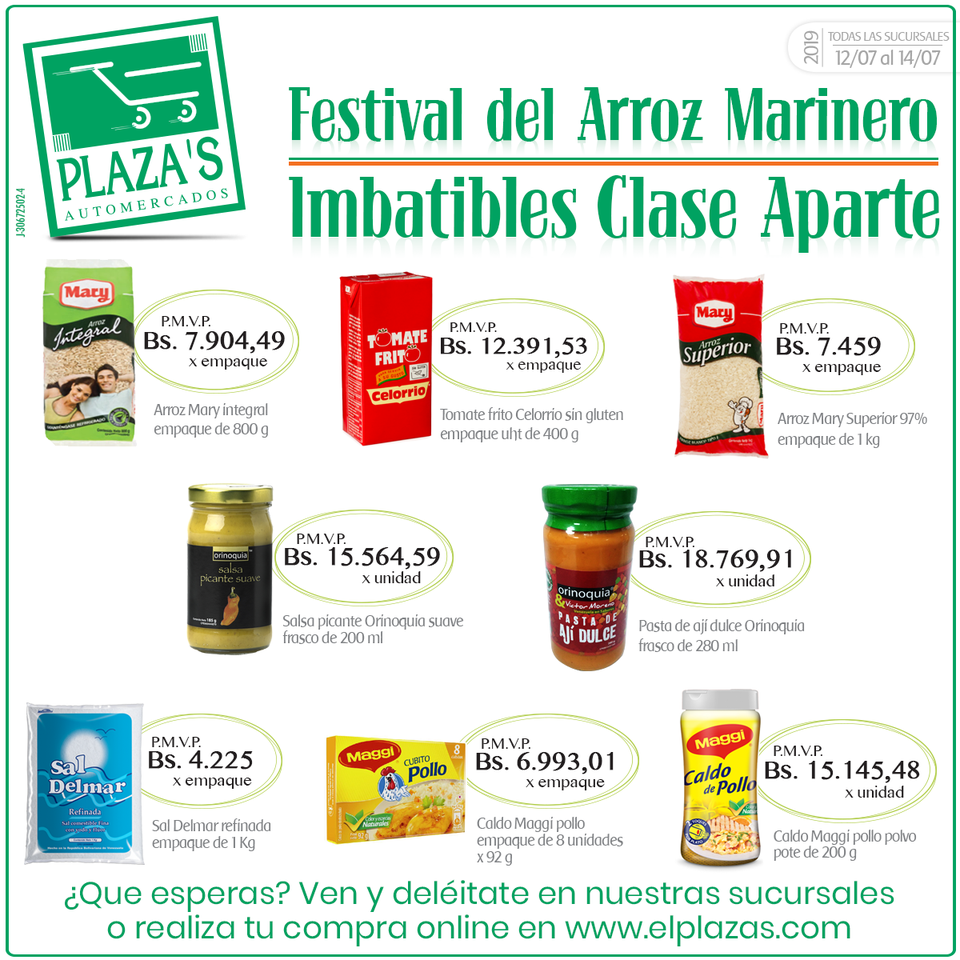 2019
TODAS LAS SUCURSALES
12/07 al 14/07
PLAZA'S
AUTOMERCADOS
J-306725024
Festival del Arroz Marinero
Imbatibles Clase Aparte
Mary
Arroz
Integral
P.M.V.P.
Bs. 7.904,49
x empaque
Arroz Mary integral
empaque de 800 g
TOMATE
FRITO
Celorrio
P.M.V.P.
Bs. 12.391,53
x empaque
Tomate frito Celorrio sin gluten
empaque uht de 400 g
Mary
Arroz
Superior
P.M.V.P.
Bs. 7.459
x empaque
Arroz Mary Superior 97%
empaque de 1 kg
orinoquia
salsa
picante suave
P.M.V.P.
Bs. 15.564,59
x unidad
Salsa picante Orinoquia suave
frasco de 200 ml
orinoquia
& Victor Moreno
PASTA DE
AJÍ DULCE
P.M.V.P.
Bs. 18.769,91
x unidad
Pasta de ají dulce Orinoquia
frasco de 280 ml
Sal
Delmar
Refinada
P.M.V.P.
Bs. 4.225
x empaque
Sal Delmar refinada
empaque de 1 Kg
Maggi
CUBITO
Pollo
8
Naturales
P.M.V.P.
Bs. 6.993,01
x empaque
Caldo Maggi pollo
empaque de 8 unidades
x 92 g
Maggi
Caldo
de Pollo
Naturales
P.M.V.P.
Bs. 15.145,48
x unidad
Caldo Maggi pollo polvo
pote de 200 g
¿Que esperas? Ven y deléitate en nuestras sucursales
o realiza tu compra online en www.elplazas.com